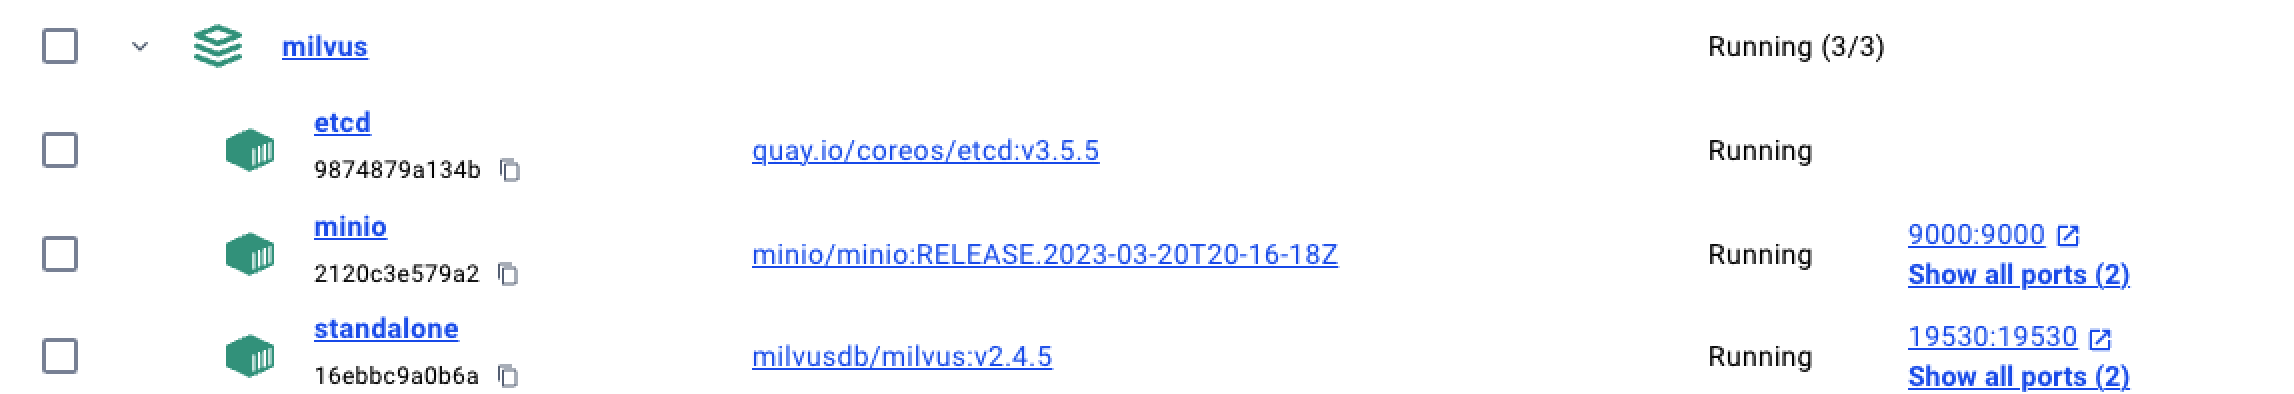 milvus Running (3/3)
etcd
9874879a134b quay.io/coreos/etcd:v3.5.5 Running
minio
2120c3e579a2 minio/minio:RELEASE.2023-03-20T20-16-18Z Running 9000:9000
Show all ports (2)
standalone
16ebbc9a0b6a milvusdb/milvus:v2.4.5 Running 19530:19530
Show all ports (2)